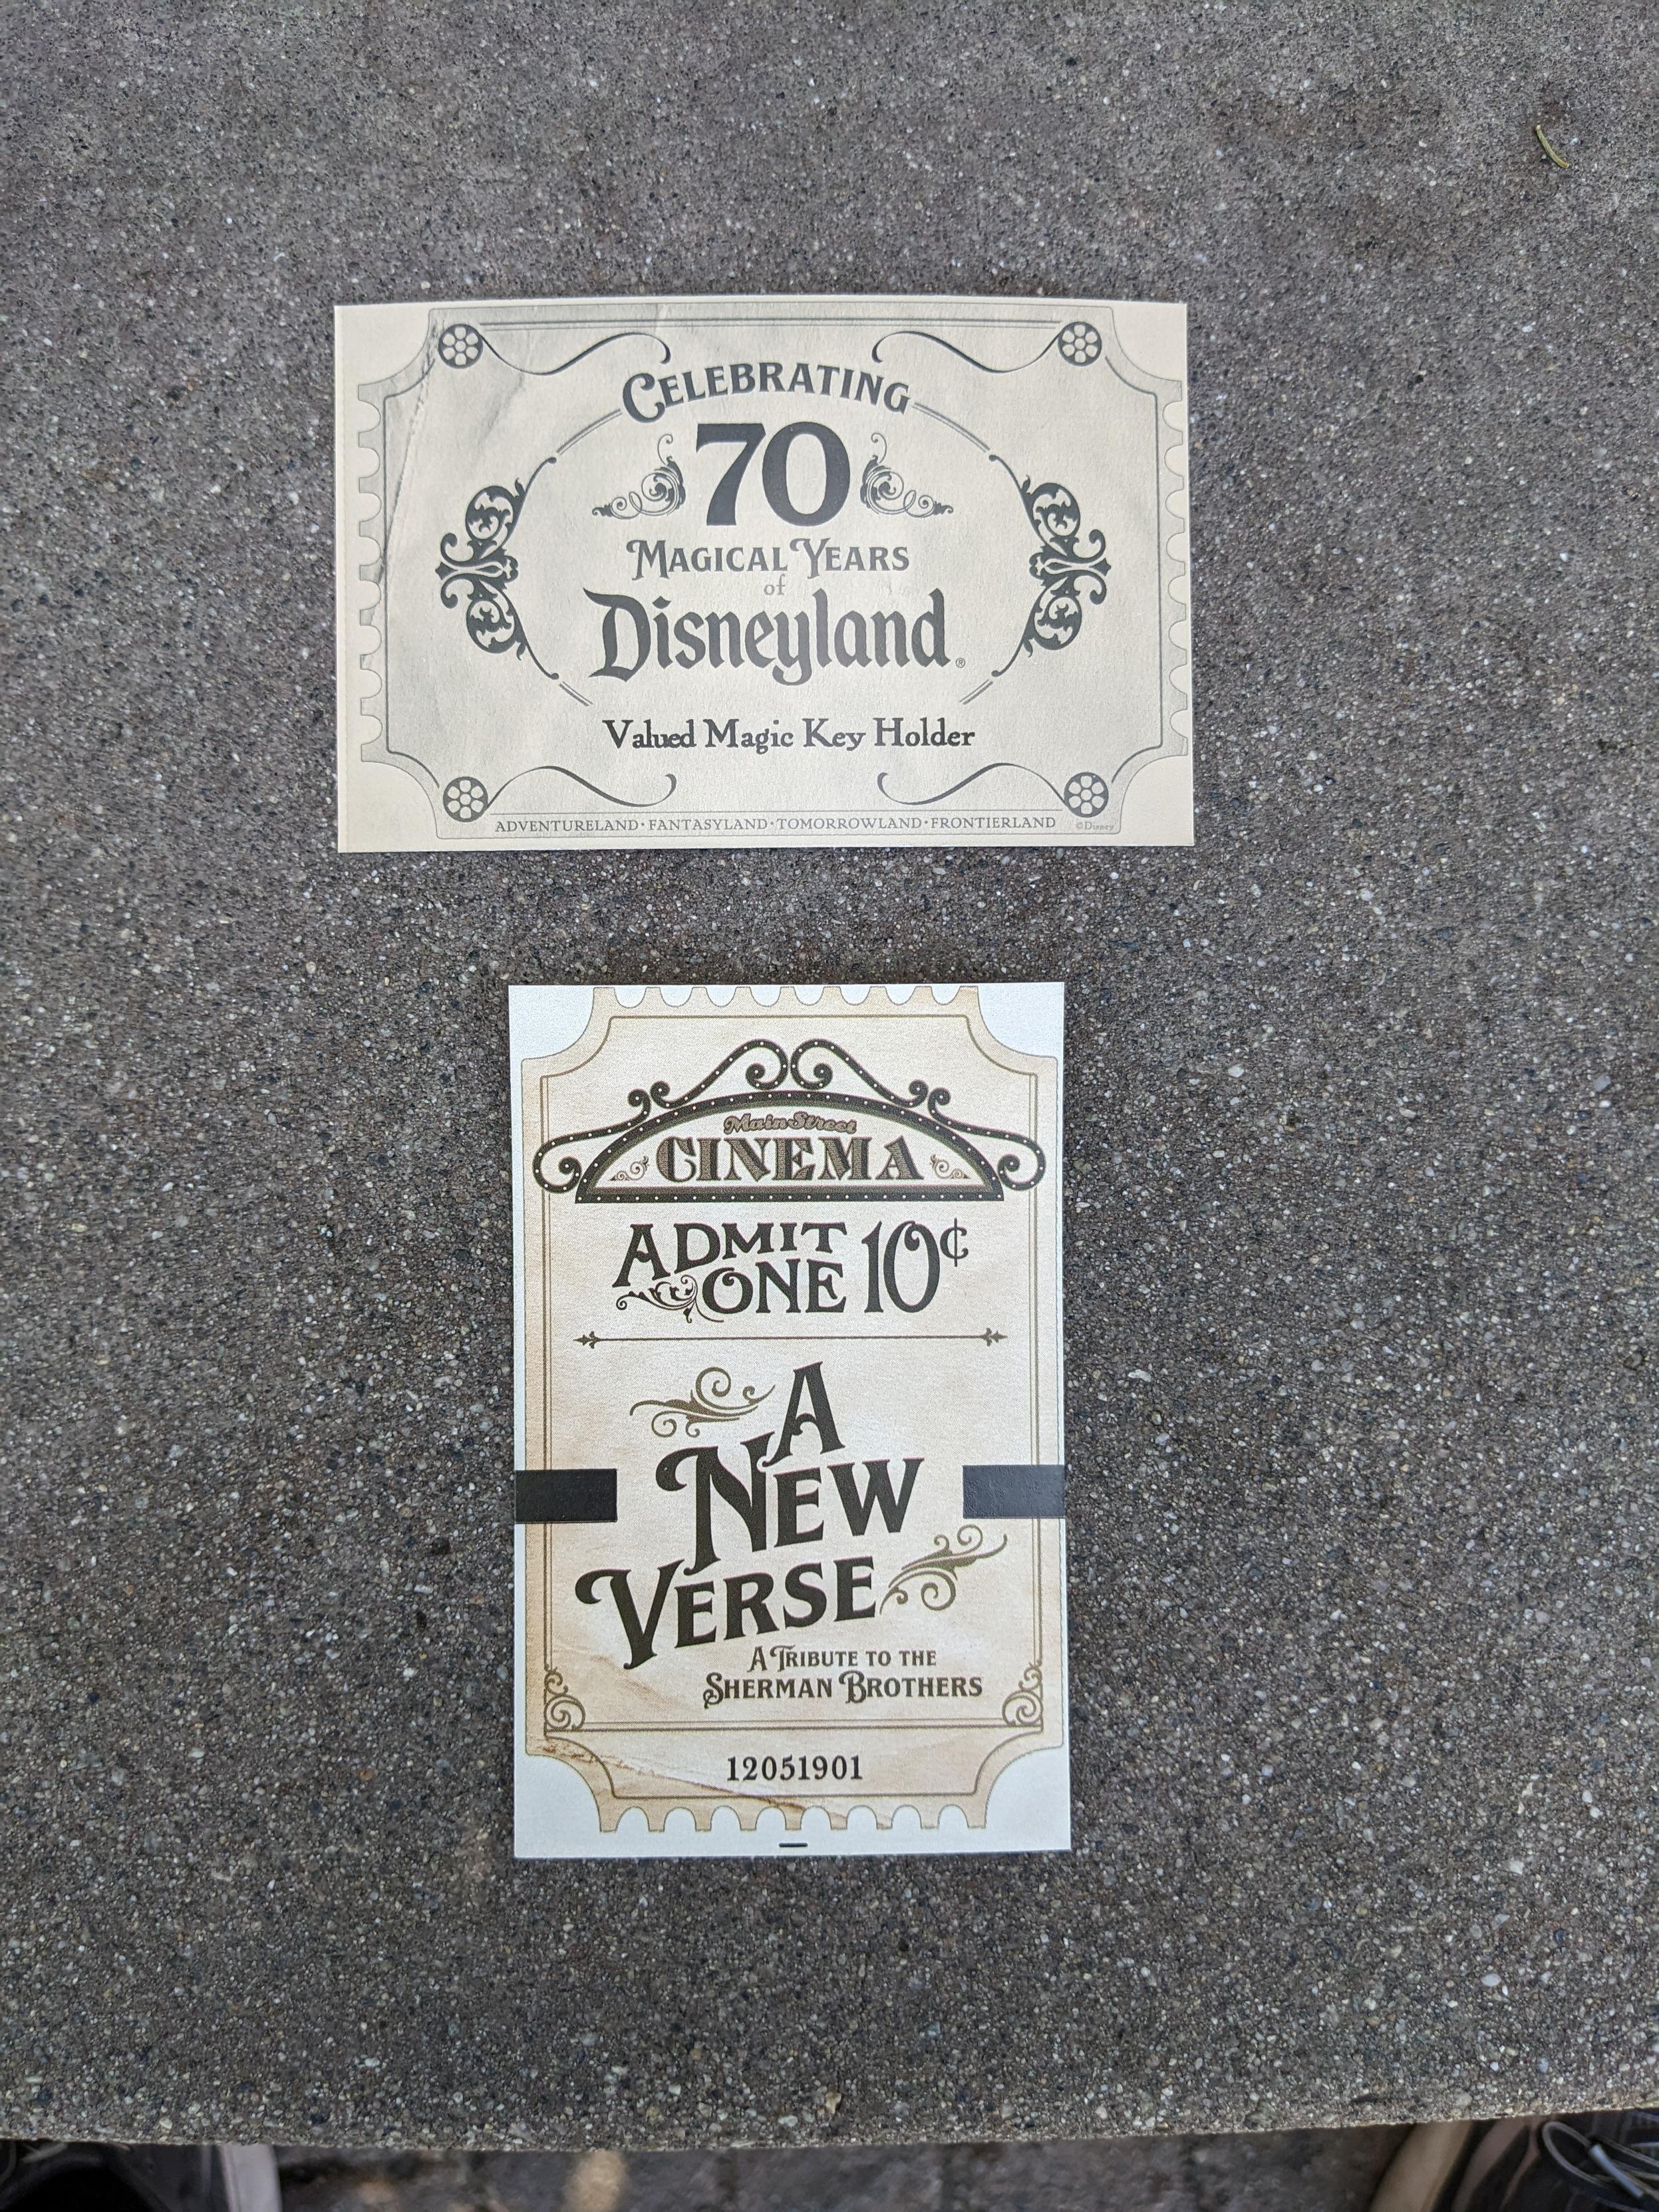 CELEBRATING
70
MAGICAL YEARS
of
Disneyland®
Valued Magic Key Holder
ADVENTURELAND • FANTASYLAND • TOMORROWLAND • FRONTIERLAND ©Disney
Main Street
CINEMA
ADMIT ONE 10¢
A
NEW
VERSE
A TRIBUTE TO THE
SHERMAN BROTHERS
12051901